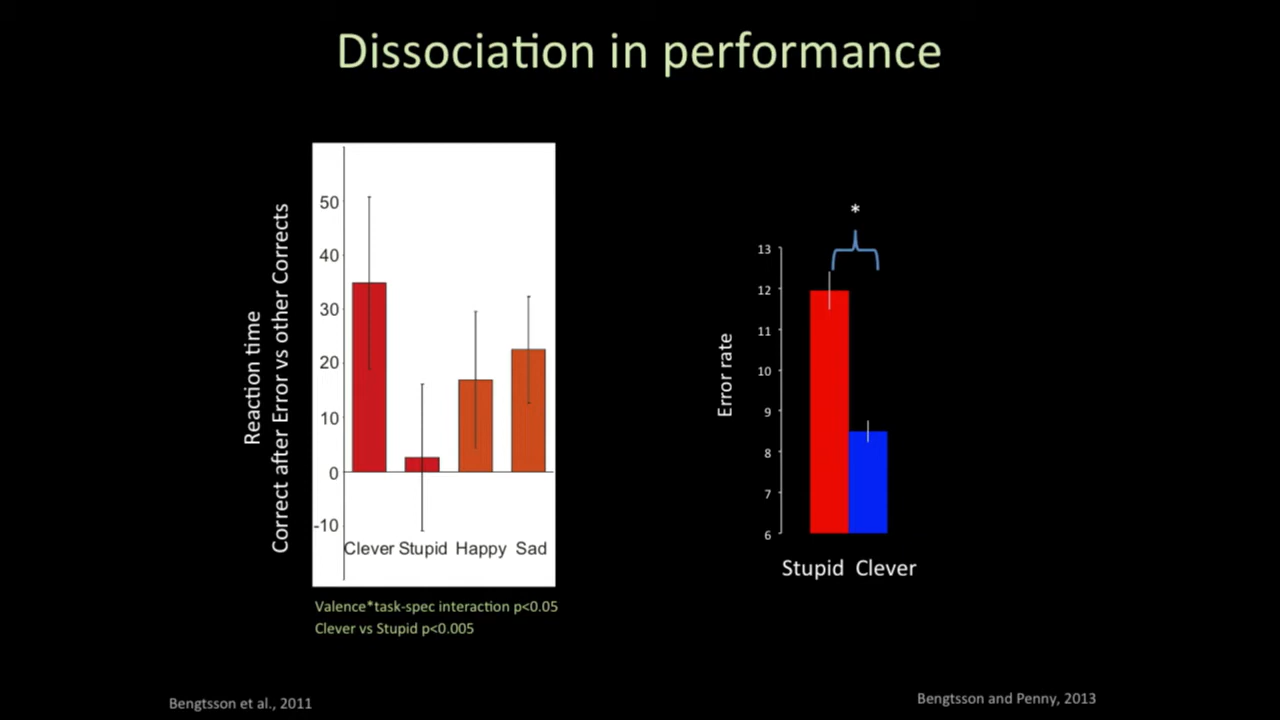 Dissociation in performance
Reaction time
Correct after Error vs other Corrects
50
40
30
20
10
0
-10
Clever Stupid Happy Sad
Valence*task-spec interaction p<0.05
Clever vs Stupid p<0.005
Bengtsson et al., 2011
*
Error rate
13
12
11
10
9
8
7
6
Stupid Clever
Bengtsson and Penny, 2013